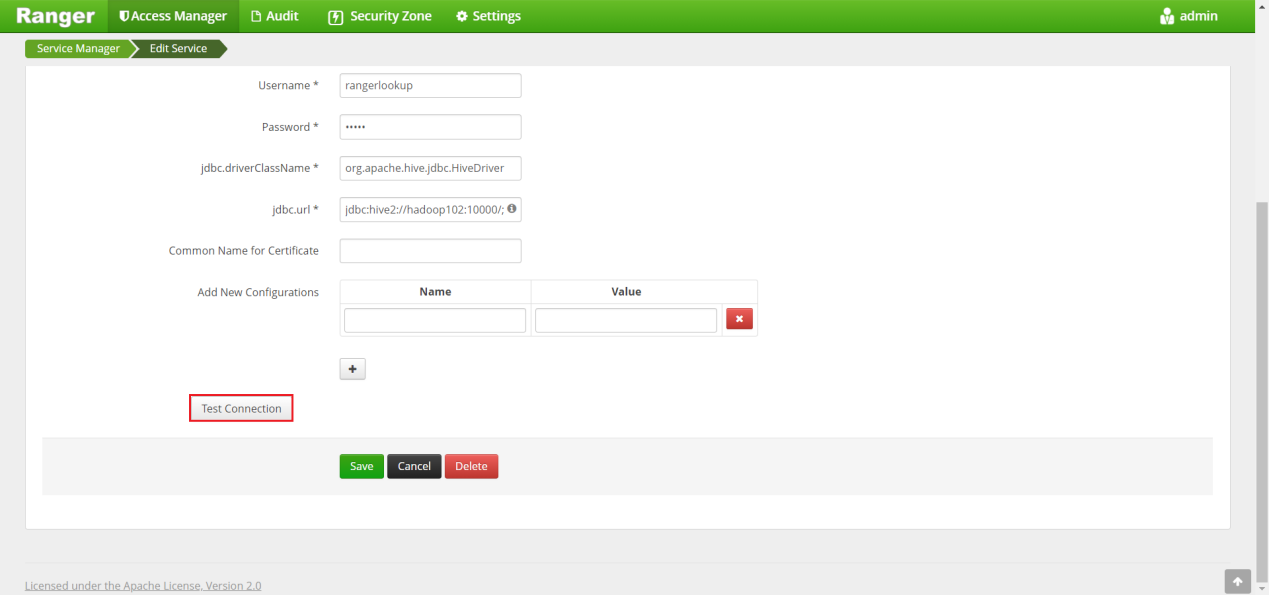 Ranger Access Manager Audit Security Zone Settings admin
Service Manager Edit Service
Username * rangerlookup
Password * •••••
jdbc.driverClassName * org.apache.hive.jdbc.HiveDriver
jdbc.url * jdbc:hive2://hadoop102:10000/;
Common Name for Certificate
Add New Configurations Name Value
+
Test Connection
Save Cancel Delete
Licensed under the Apache License, Version 2.0